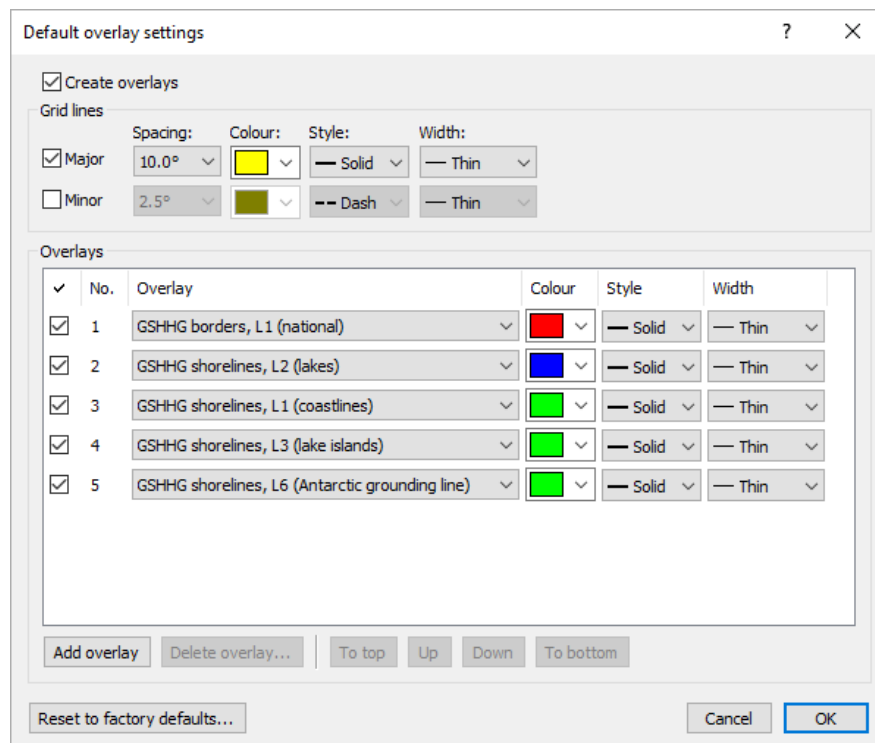 Default overlay settings ?
Create overlays
Grid lines
Spacing: Colour: Style: Width:
Major 10.0° Solid Thin
Minor 2.5° Dash Thin
Overlays
No. Overlay Colour Style Width
1 GSHHG borders, L1 (national) Solid Thin
2 GSHHG shorelines, L2 (lakes) Solid Thin
3 GSHHG shorelines, L1 (coastlines) Solid Thin
4 GSHHG shorelines, L3 (lake islands) Solid Thin
5 GSHHG shorelines, L6 (Antarctic grounding line) Solid Thin
Add overlay Delete overlay... To top Up Down To bottom
Reset to factory defaults... Cancel OK